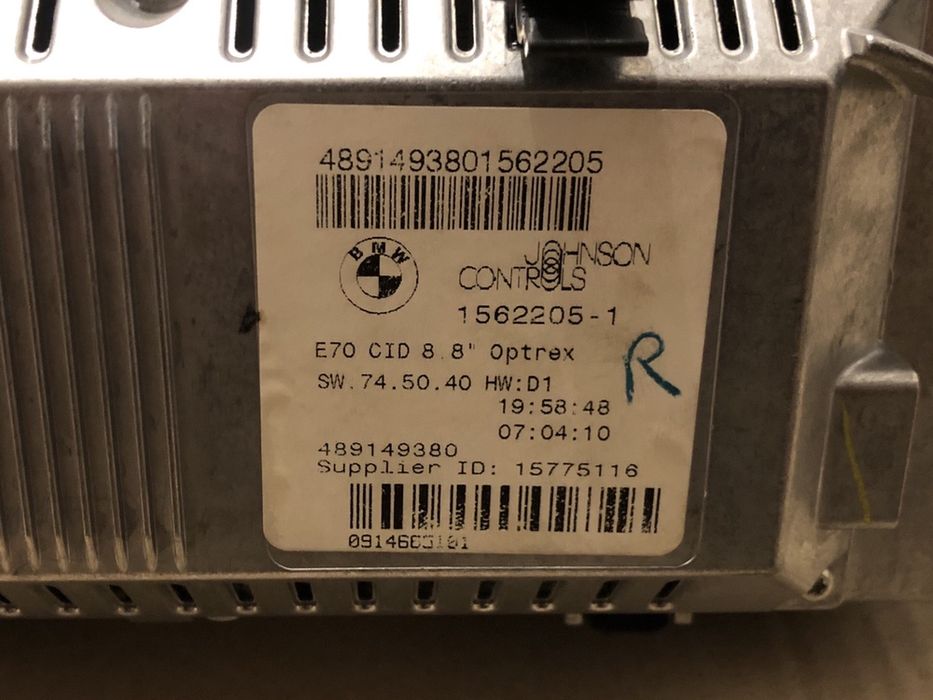 4891493801562205
BMW
JOHNSON
CONTROLS
1562205-1
E70 CID 8.8" Optrex
R
SW.74.50.40 HW:D1
19:58:48
07:04:10
489149380
Supplier ID: 15775116